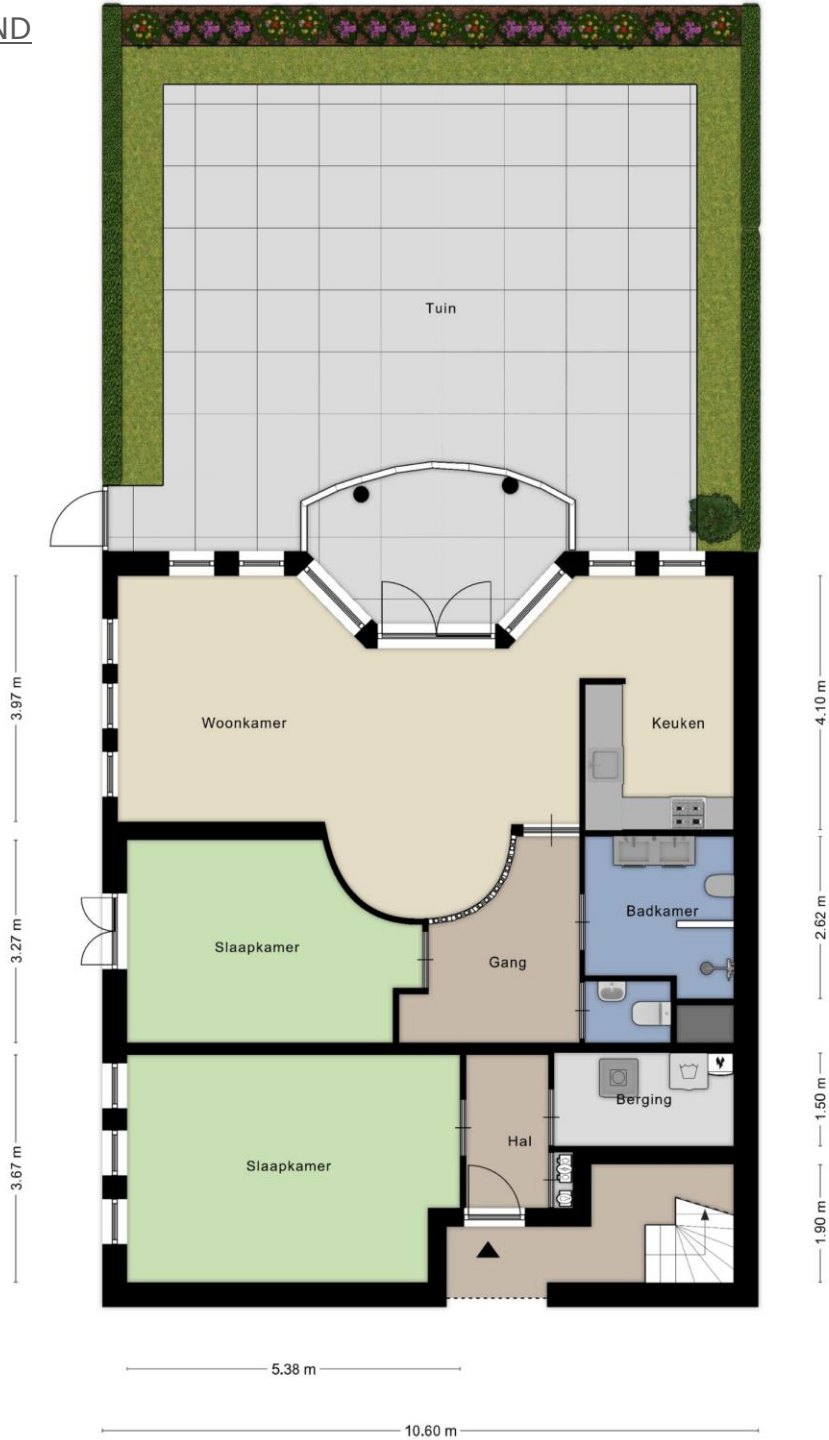 ND
Tuin
3.97 m
4.10 m
Woonkamer
Keuken
3.27 m
2.62 m
Badkamer
Slaapkamer
Gang
1.50 m
Berging
3.67 m
Hal
Slaapkamer
1.90 m
5.38 m
10.60 m